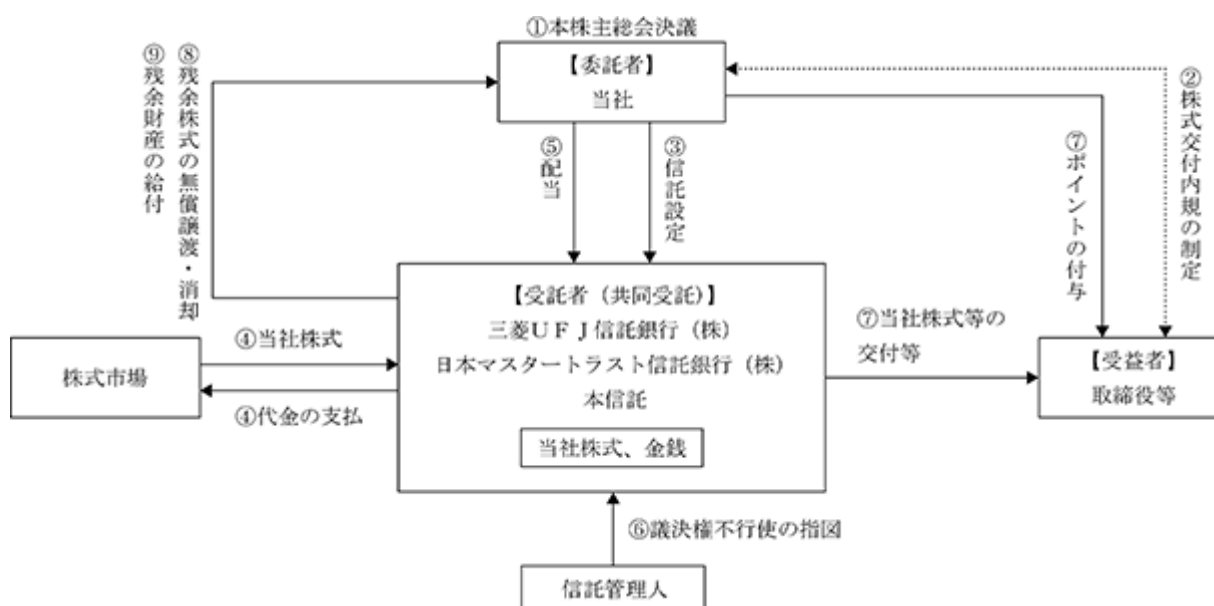 ①本株主総会決議
【委託者】
当社
⑨残余財産の給付
⑧残余株式の無償譲渡・消却
⑤配当
③信託設定
⑦ポイントの付与
②株式交付内規の制定
【受託者（共同受託）】
三菱ＵＦＪ信託銀行（株）
日本マスタートラスト信託銀行（株）
本信託
当社株式、金銭
株式市場
④当社株式
④代金の支払
⑦当社株式等の
交付等
【受益者】
取締役等
⑥議決権不行使の指図
信託管理人